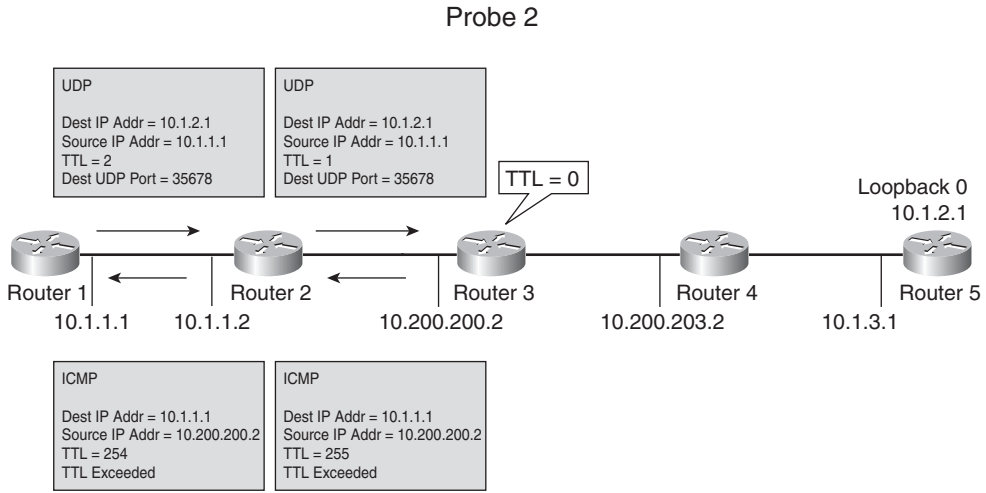 Probe 2
UDP
Dest IP Addr = 10.1.2.1
Source IP Addr = 10.1.1.1
TTL = 2
Dest UDP Port = 35678
UDP
Dest IP Addr = 10.1.2.1
Source IP Addr = 10.1.1.1
TTL = 1
Dest UDP Port = 35678
TTL = 0
Loopback 0
10.1.2.1
Router 1
Router 2
Router 3
Router 4
Router 5
10.1.1.1
10.1.1.2
10.200.200.2
10.200.203.2
10.1.3.1
ICMP
Dest IP Addr = 10.1.1.1
Source IP Addr = 10.200.200.2
TTL = 254
TTL Exceeded
ICMP
Dest IP Addr = 10.1.1.1
Source IP Addr = 10.200.200.2
TTL = 255
TTL Exceeded